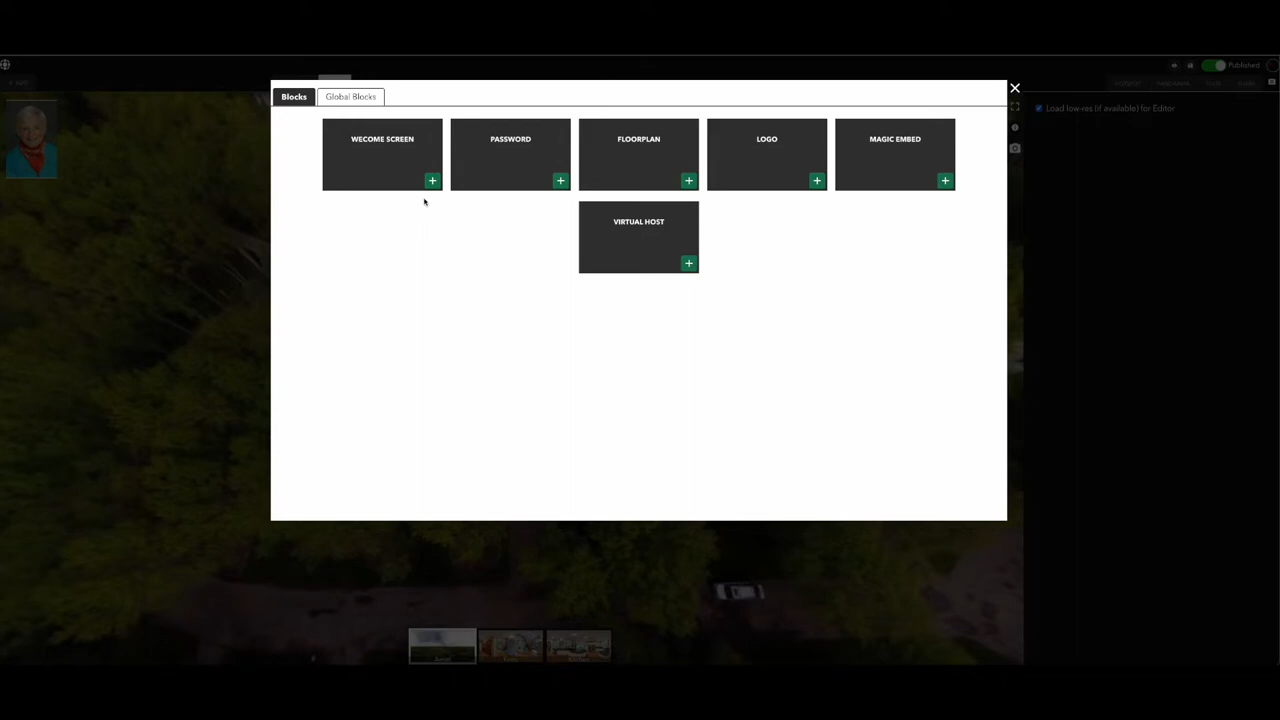 + ADD
Published
Blocks
Global Blocks
Load low-res (if available) for Editor
WECOME SCREEN
PASSWORD
FLOORPLAN
LOGO
MAGIC EMBED
VIRTUAL HOST